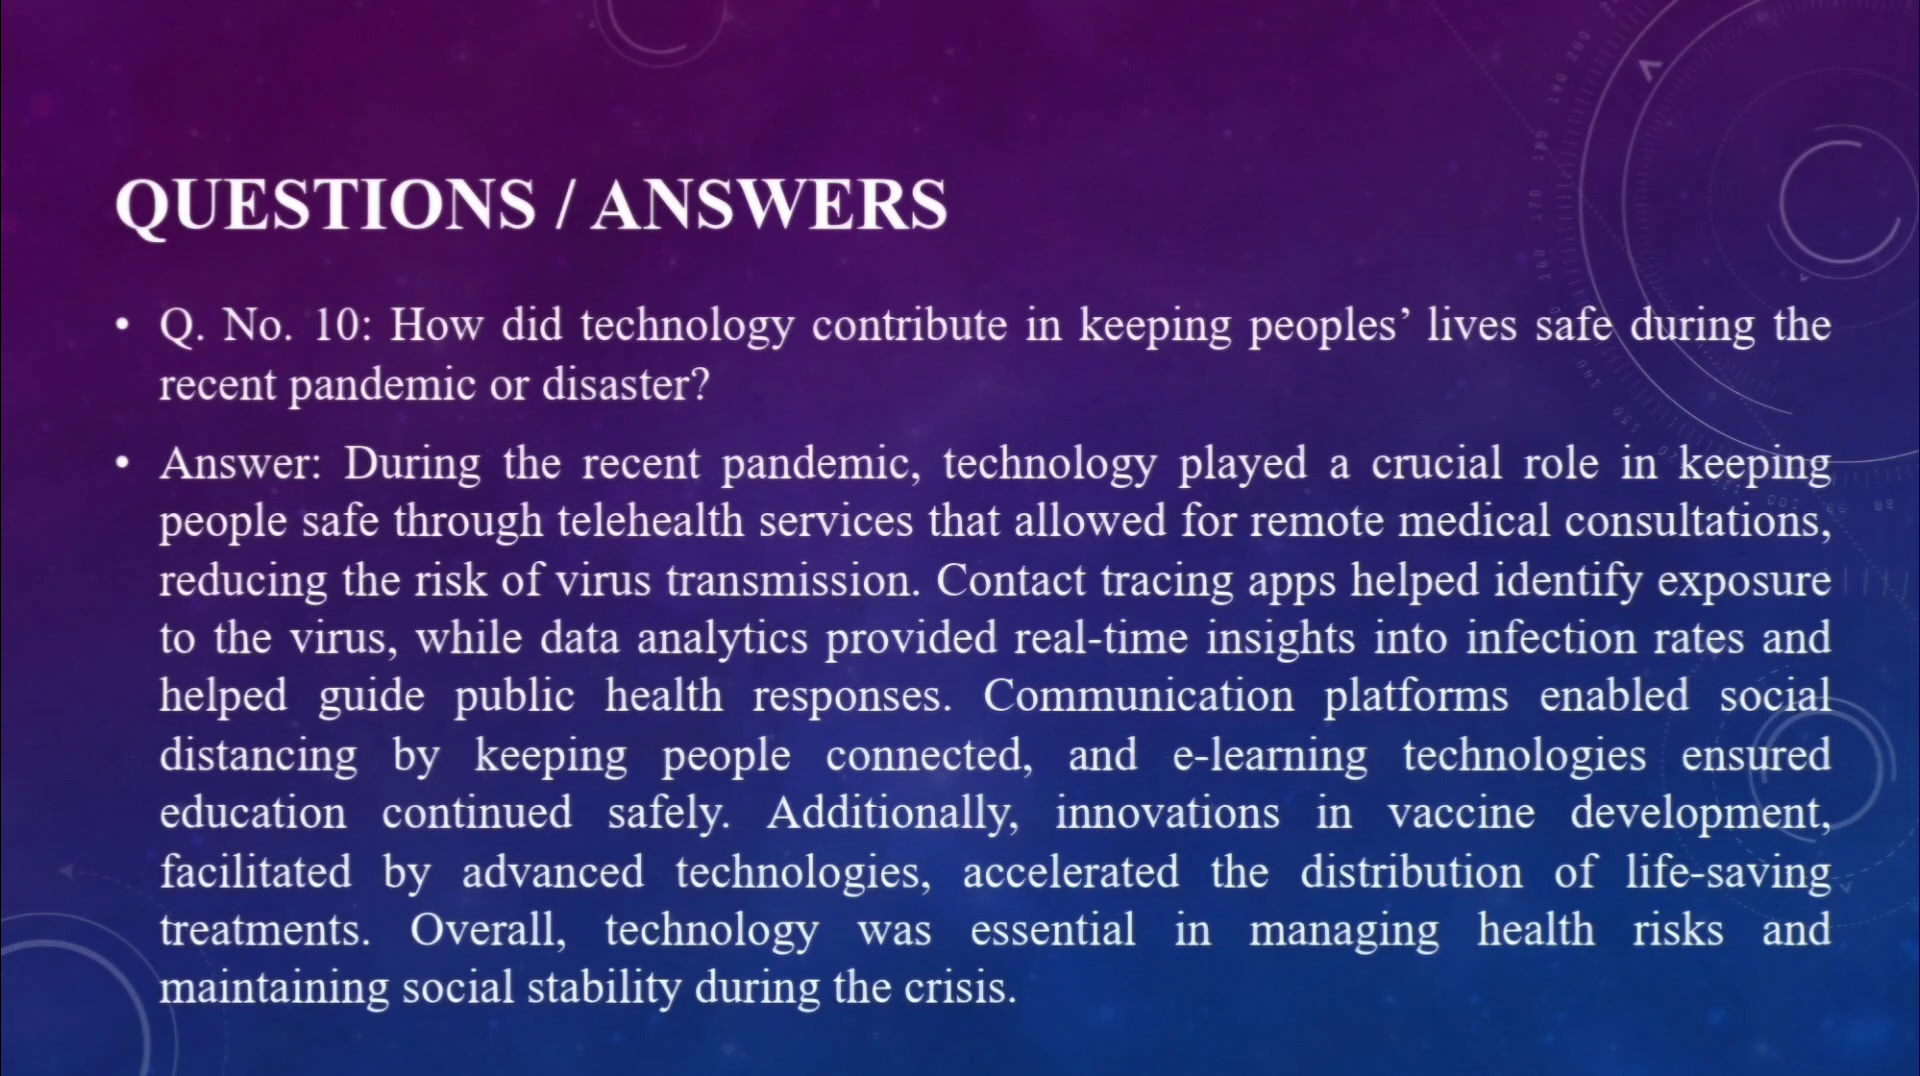 QUESTIONS / ANSWERS
• Q. No. 10: How did technology contribute in keeping peoples’ lives safe during the
recent pandemic or disaster?
• Answer: During the recent pandemic, technology played a crucial role in keeping
people safe through telehealth services that allowed for remote medical consultations,
reducing the risk of virus transmission. Contact tracing apps helped identify exposure
to the virus, while data analytics provided real-time insights into infection rates and
helped guide public health responses. Communication platforms enabled social
distancing by keeping people connected, and e-learning technologies ensured
education continued safely. Additionally, innovations in vaccine development,
facilitated by advanced technologies, accelerated the distribution of life-saving
treatments. Overall, technology was essential in managing health risks and
maintaining social stability during the crisis.